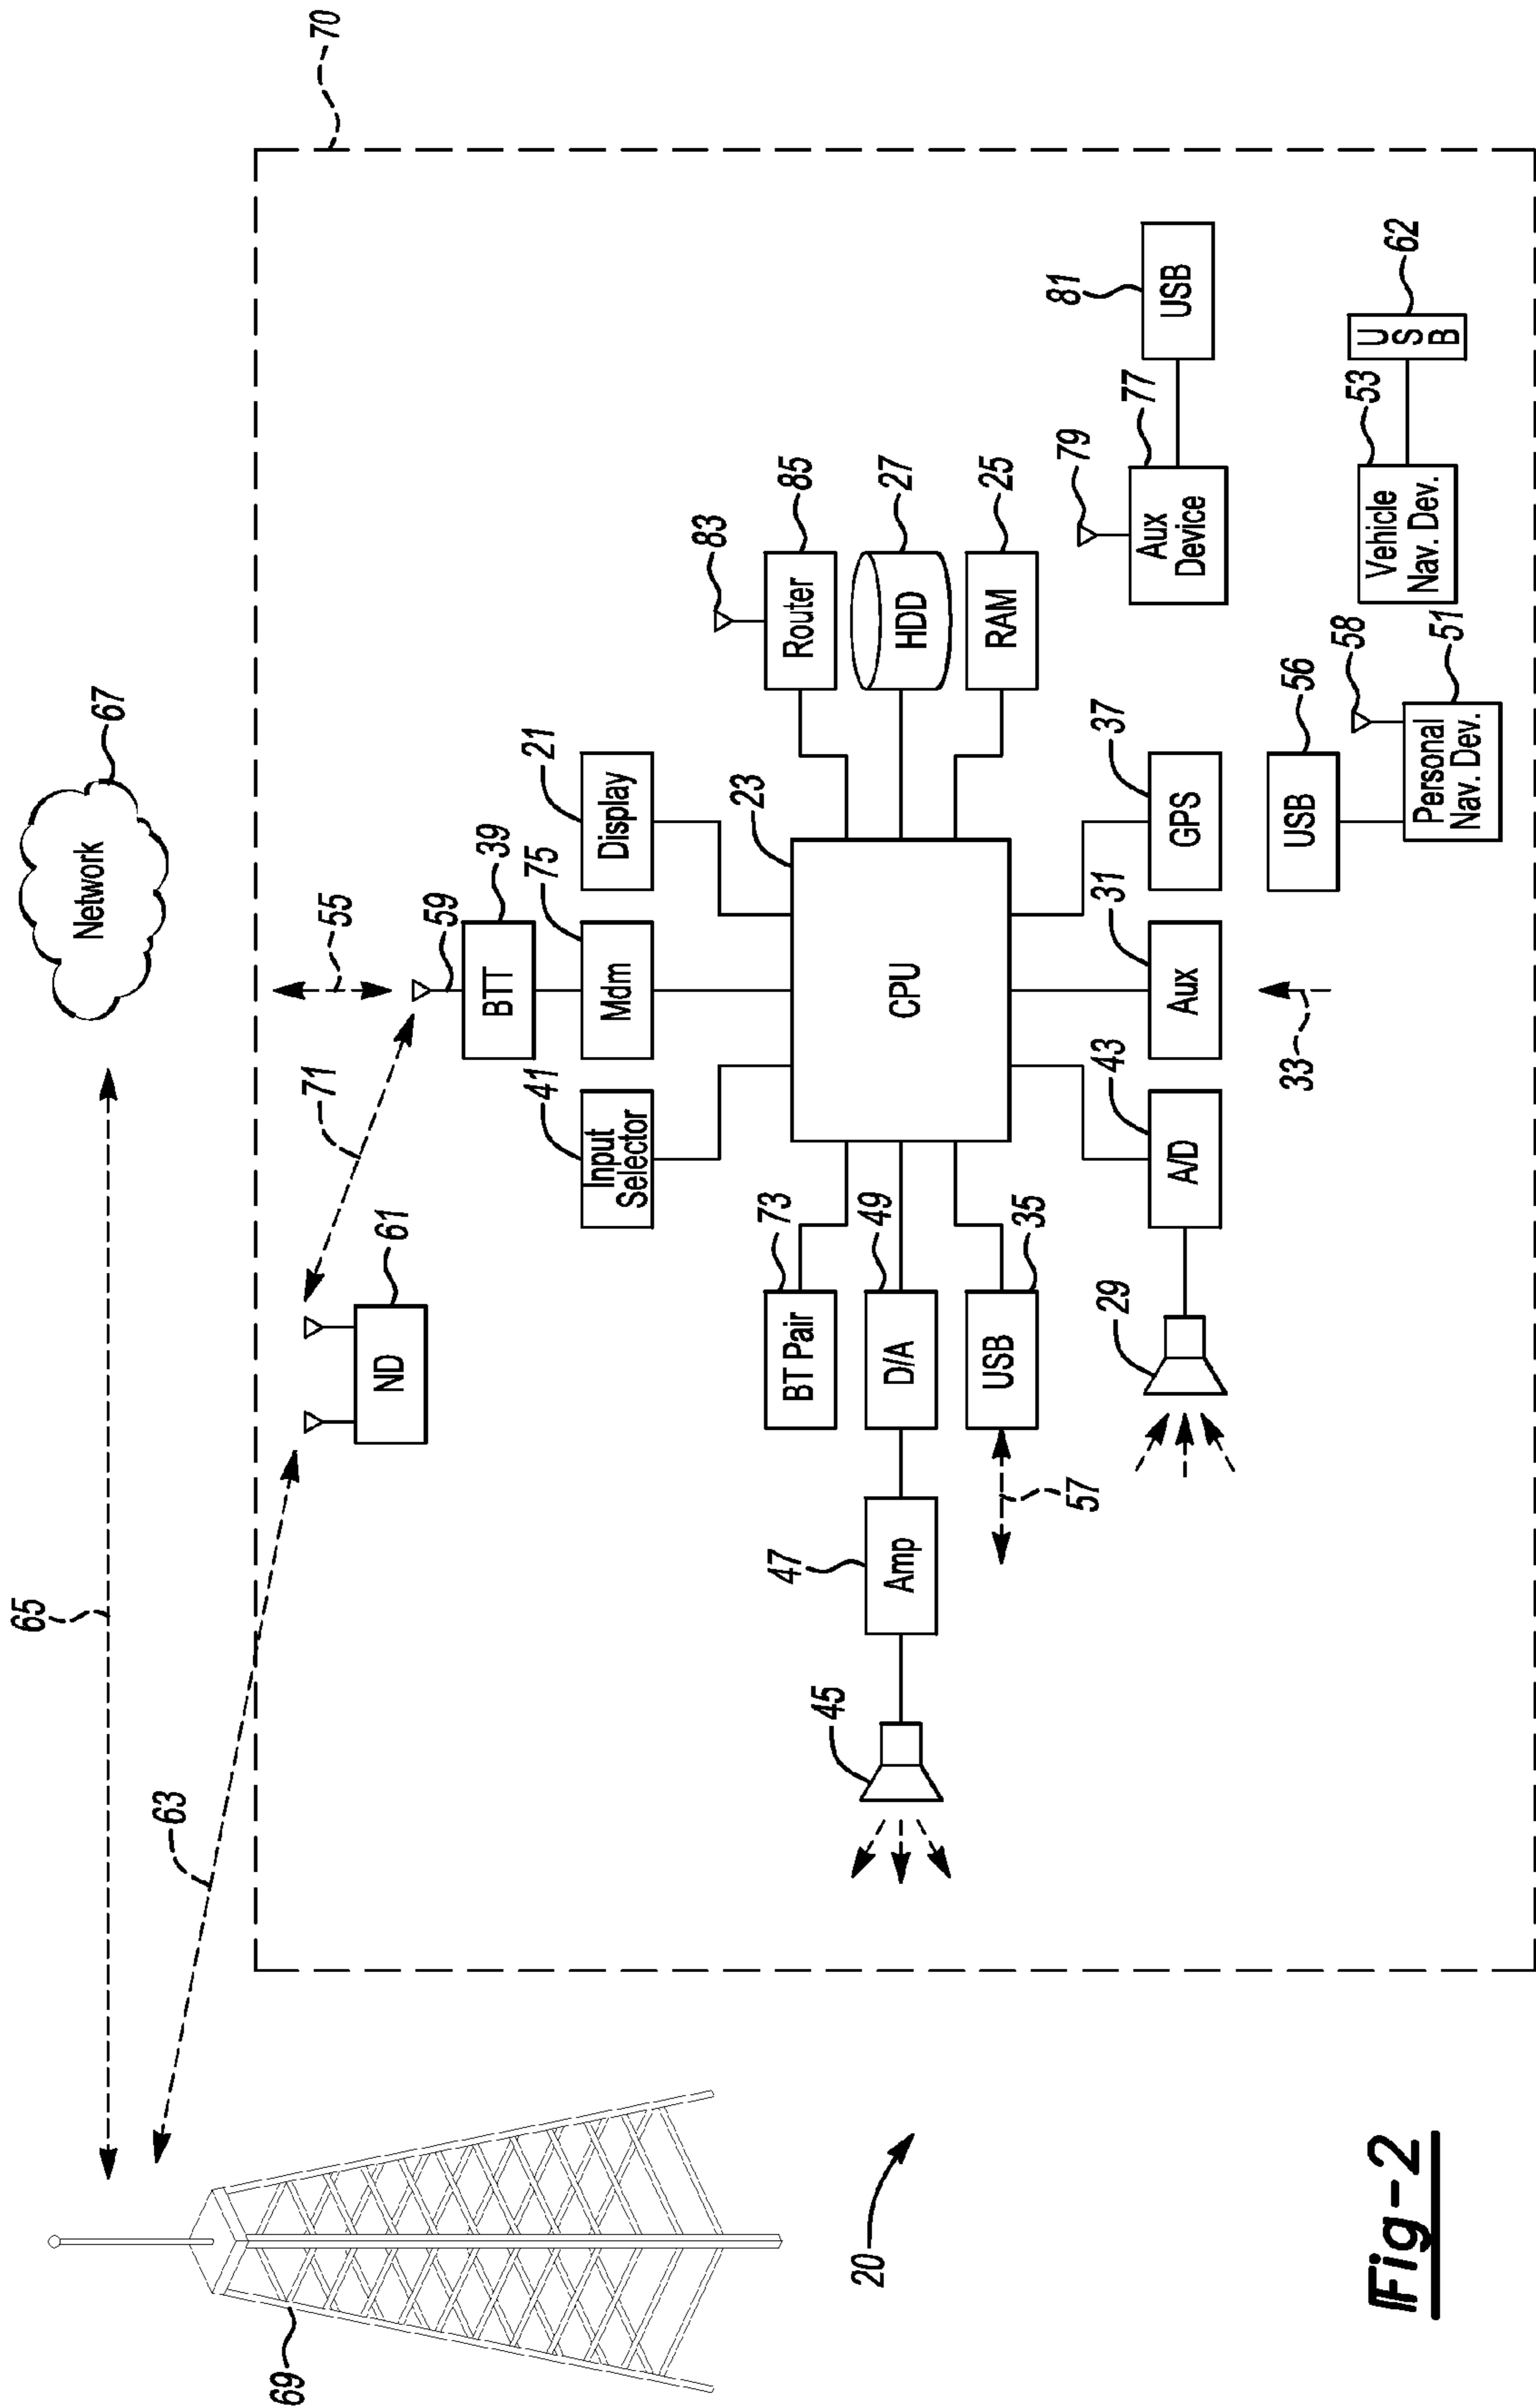 70
67
Network
65
63
55
59
71
39
BTT
21
Display
75
Mdm
41
Input
Selector
61
ND
83
85
Router
27
HDD
25
RAM
23
CPU
73
BT Pair
49
D/A
35
USB
57
47
Amp
45
37
GPS
31
Aux
33
43
A/D
29
79
77
Aux
Device
81
USB
56
USB
58
51
Personal
Nav. Dev.
53
Vehicle
Nav. Dev.
62
U
S
B
69
20
Fig-2